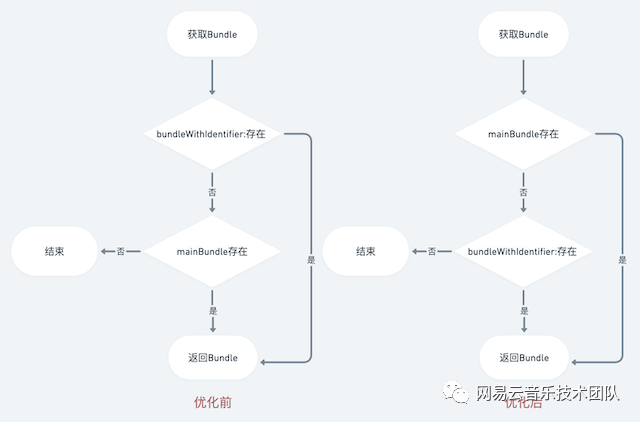 获取Bundle
bundleWithIdentifier:存在
否
mainBundle存在
否
结束
是
是
返回Bundle
优化前
获取Bundle
mainBundle存在
否
bundleWithIdentifier:存在
否
结束
是
是
返回Bundle
优化后
网易云音乐技术团队